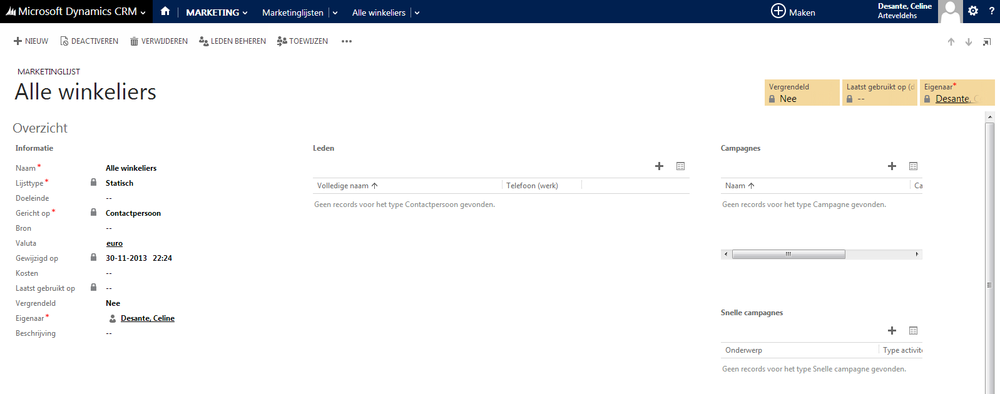 Microsoft Dynamics CRM MARKETING Marketinglijsten Alle winkeliers Maken Desante, Celine
Arteveldehs ?
NIEUW DEACTIVEREN VERWIJDEREN LEDEN BEHEREN TOEWIJZEN •••
MARKETINGLIJST
Alle winkeliers
Vergrendeld Laatst gebruikt op (d Eigenaar*
Nee -- Desante, C
Overzicht
Informatie Leden Campagnes
Naam* Alle winkeliers
Lijsttype* Statisch
Volledige naam Telefoon (werk) Naam Ca
Doeleinde --
Geen records voor het type Contactpersoon gevonden. Geen records voor het type Campagne gevonden.
Gericht op* Contactpersoon
Bron --
Valuta euro
Gewijzigd op 30-11-2013 22:24
Kosten --
Laatst gebruikt op --
Vergrendeld Nee
Snelle campagnes
Eigenaar* Desante, Celine
Beschrijving --
Onderwerp Type activite
Geen records voor het type Snelle campagne gevonden.